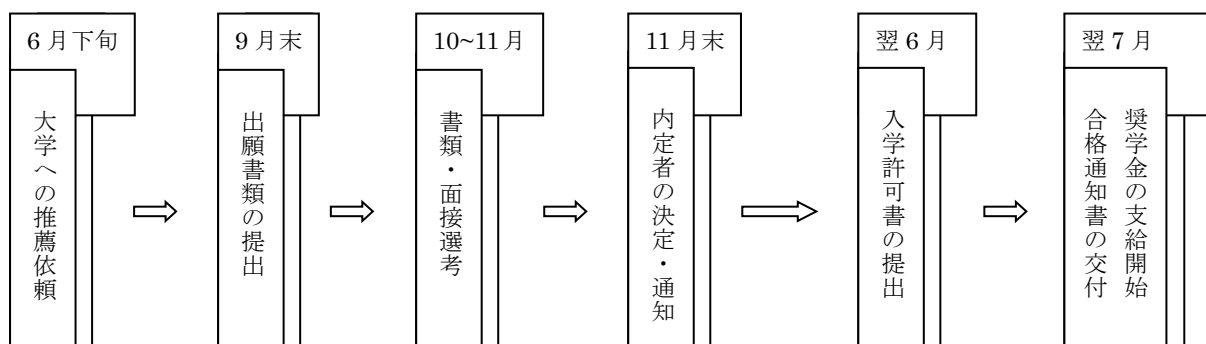 6月下旬
大学への推薦依頼
9月末
出願書類の提出
10~11月
書類・面接選考
11月末
内定者の決定・通知
翌6月
入学許可書の提出
翌7月
奨学金の支給開始
合格通知書の交付